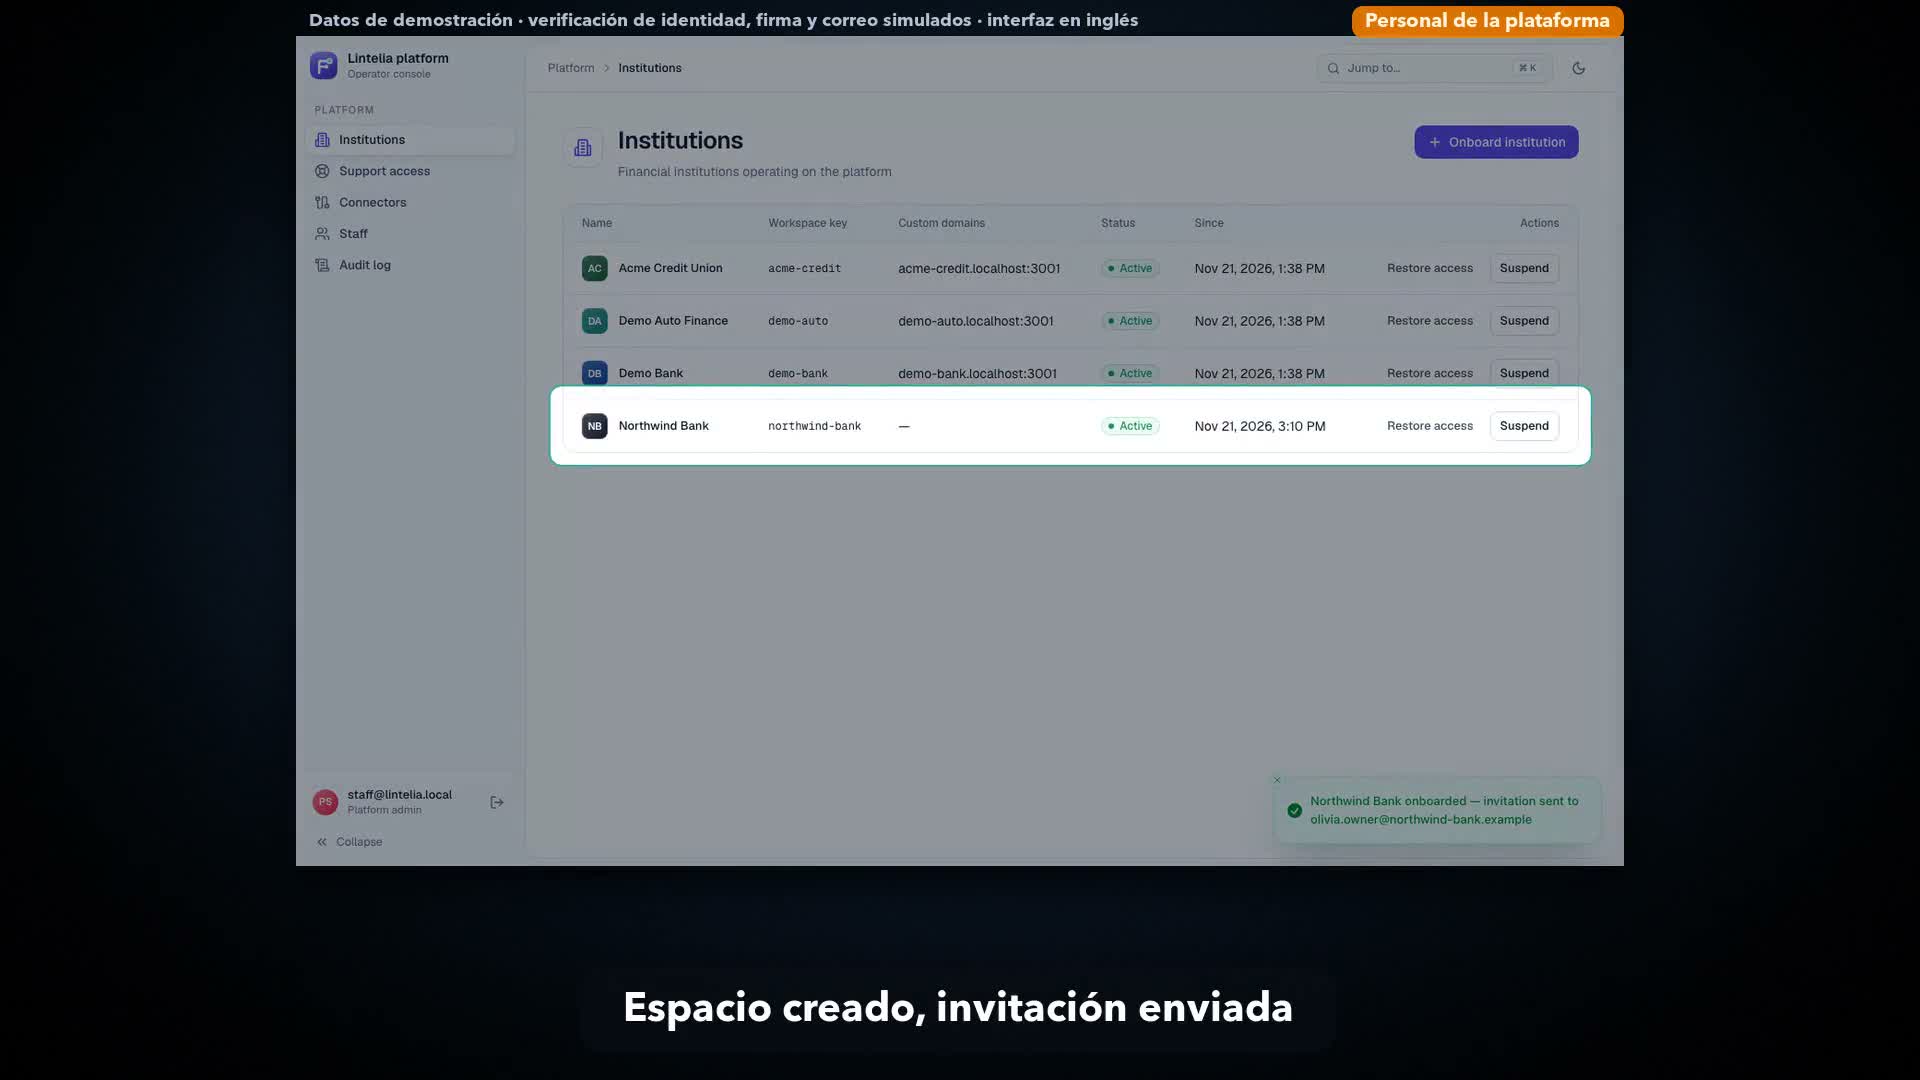 Datos de demostración · verificación de identidad, firma y correo simulados · interfaz en inglés
Personal de la plataforma
Lintelia platform
Operator console
PLATFORM
Institutions
Support access
Connectors
Staff
Audit log
Platform > Institutions
Jump to...
⌘ K
Institutions
Financial institutions operating on the platform
+ Onboard institution
Name Workspace key Custom domains Status Since Actions
AC Acme Credit Union acme-credit acme-credit.localhost:3001 Active Nov 21, 2026, 1:38 PM Restore access Suspend
DA Demo Auto Finance demo-auto demo-auto.localhost:3001 Active Nov 21, 2026, 1:38 PM Restore access Suspend
DB Demo Bank demo-bank demo-bank.localhost:3001 Active Nov 21, 2026, 1:38 PM Restore access Suspend
NB Northwind Bank northwind-bank — Active Nov 21, 2026, 3:10 PM Restore access Suspend
PS staff@lintelia.local
Platform admin
Collapse
Northwind Bank onboarded — invitation sent to
olivia.owner@northwind-bank.example
Espacio creado, invitación enviada